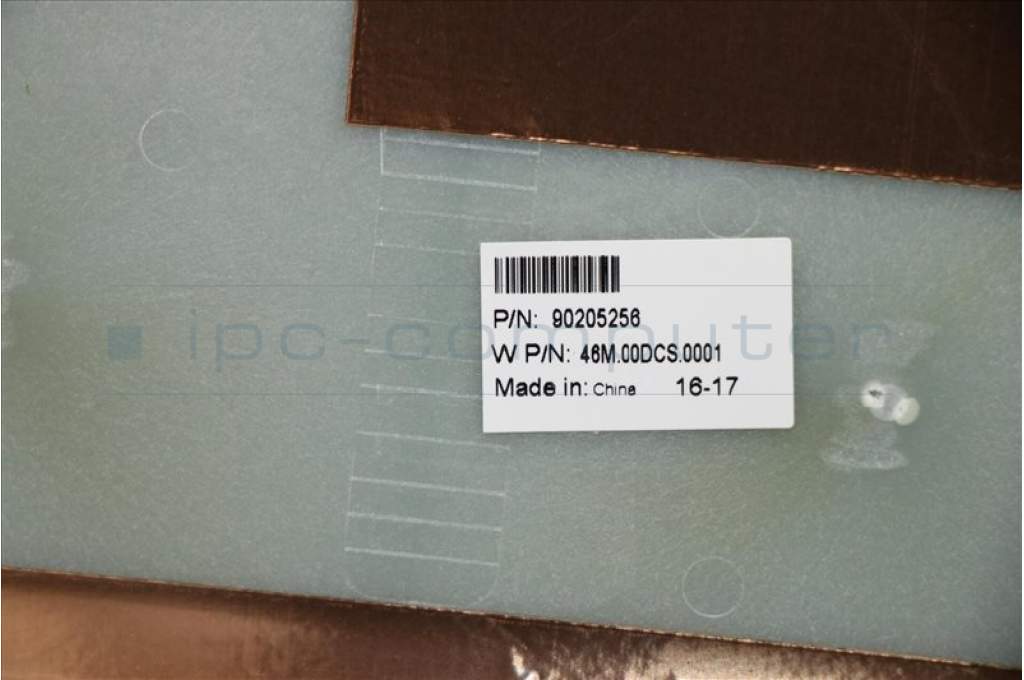 P/N: 90205256
ipc-computer
W P/N: 46M.00DCS.0001
Made in: China 16-17